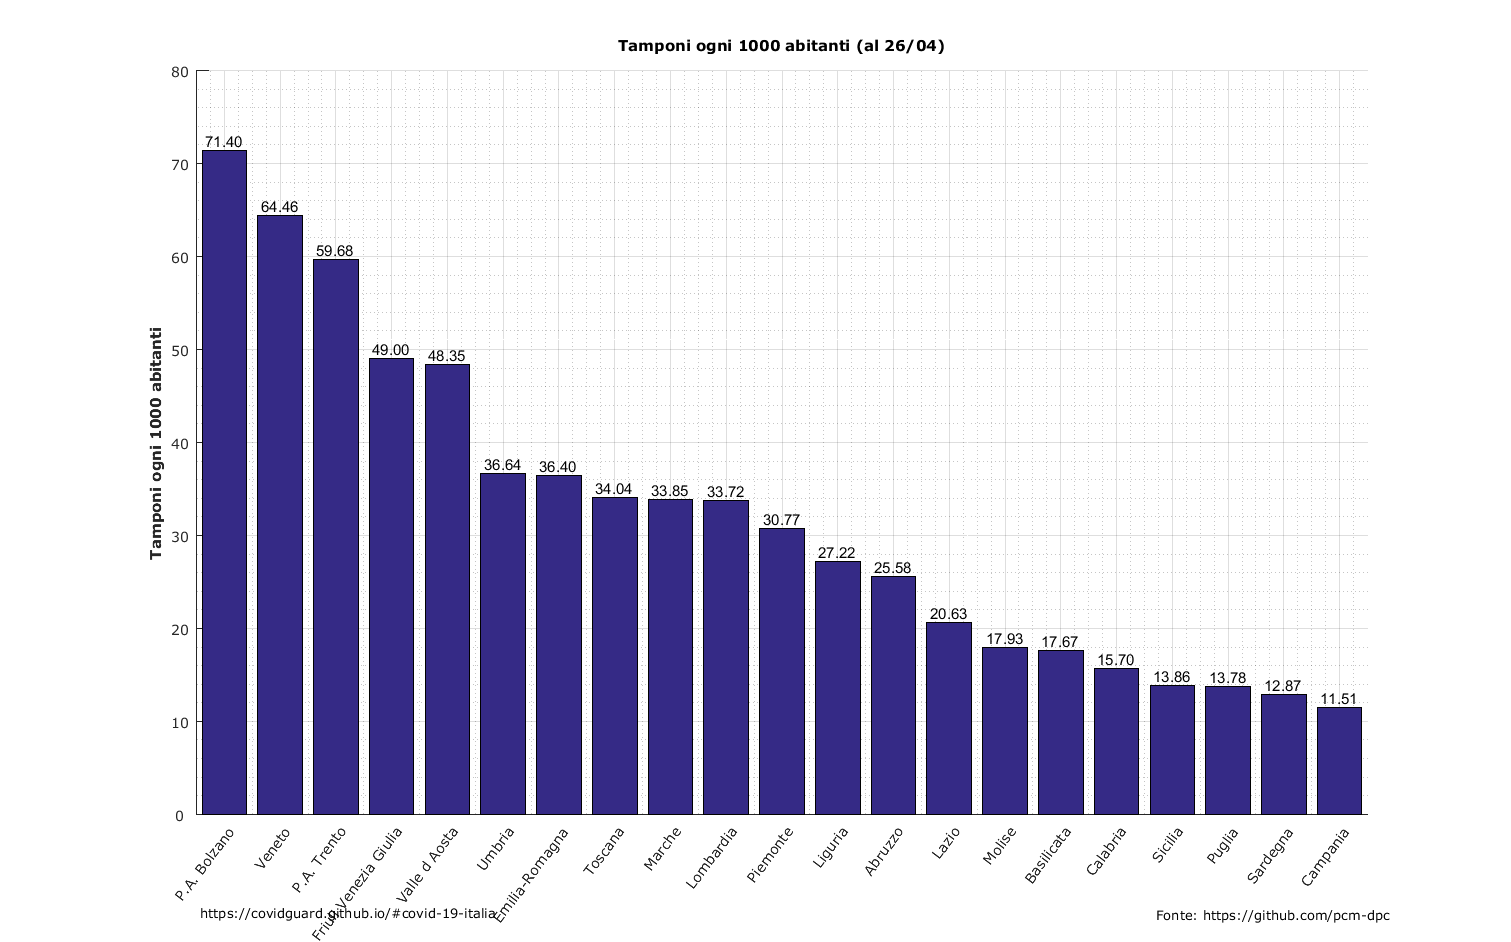 Tamponi ogni 1000 abitanti (al 26/04)
Tamponi ogni 1000 abitanti
80
70
60
50
40
30
20
10
0
71.40
64.46
59.68
49.00
48.35
36.64
36.40
34.04
33.85
33.72
30.77
27.22
25.58
20.63
17.93
17.67
15.70
13.86
13.78
12.87
11.51
P.A. Bolzano
Veneto
P.A. Trento
Friuli Venezia Giulia
Valle d Aosta
Umbria
Emilia-Romagna
Toscana
Marche
Lombardia
Piemonte
Liguria
Abruzzo
Lazio
Molise
Basilicata
Calabria
Sicilia
Puglia
Sardegna
Campania
https://covidguard.github.io/#covid-19-italia
Fonte: https://github.com/pcm-dpc